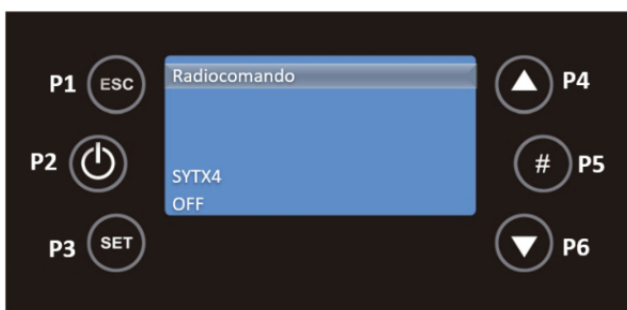 P1 ESC
Radiocomando
P4
P2
# P5
SYTX4
OFF
P3 SET
P6